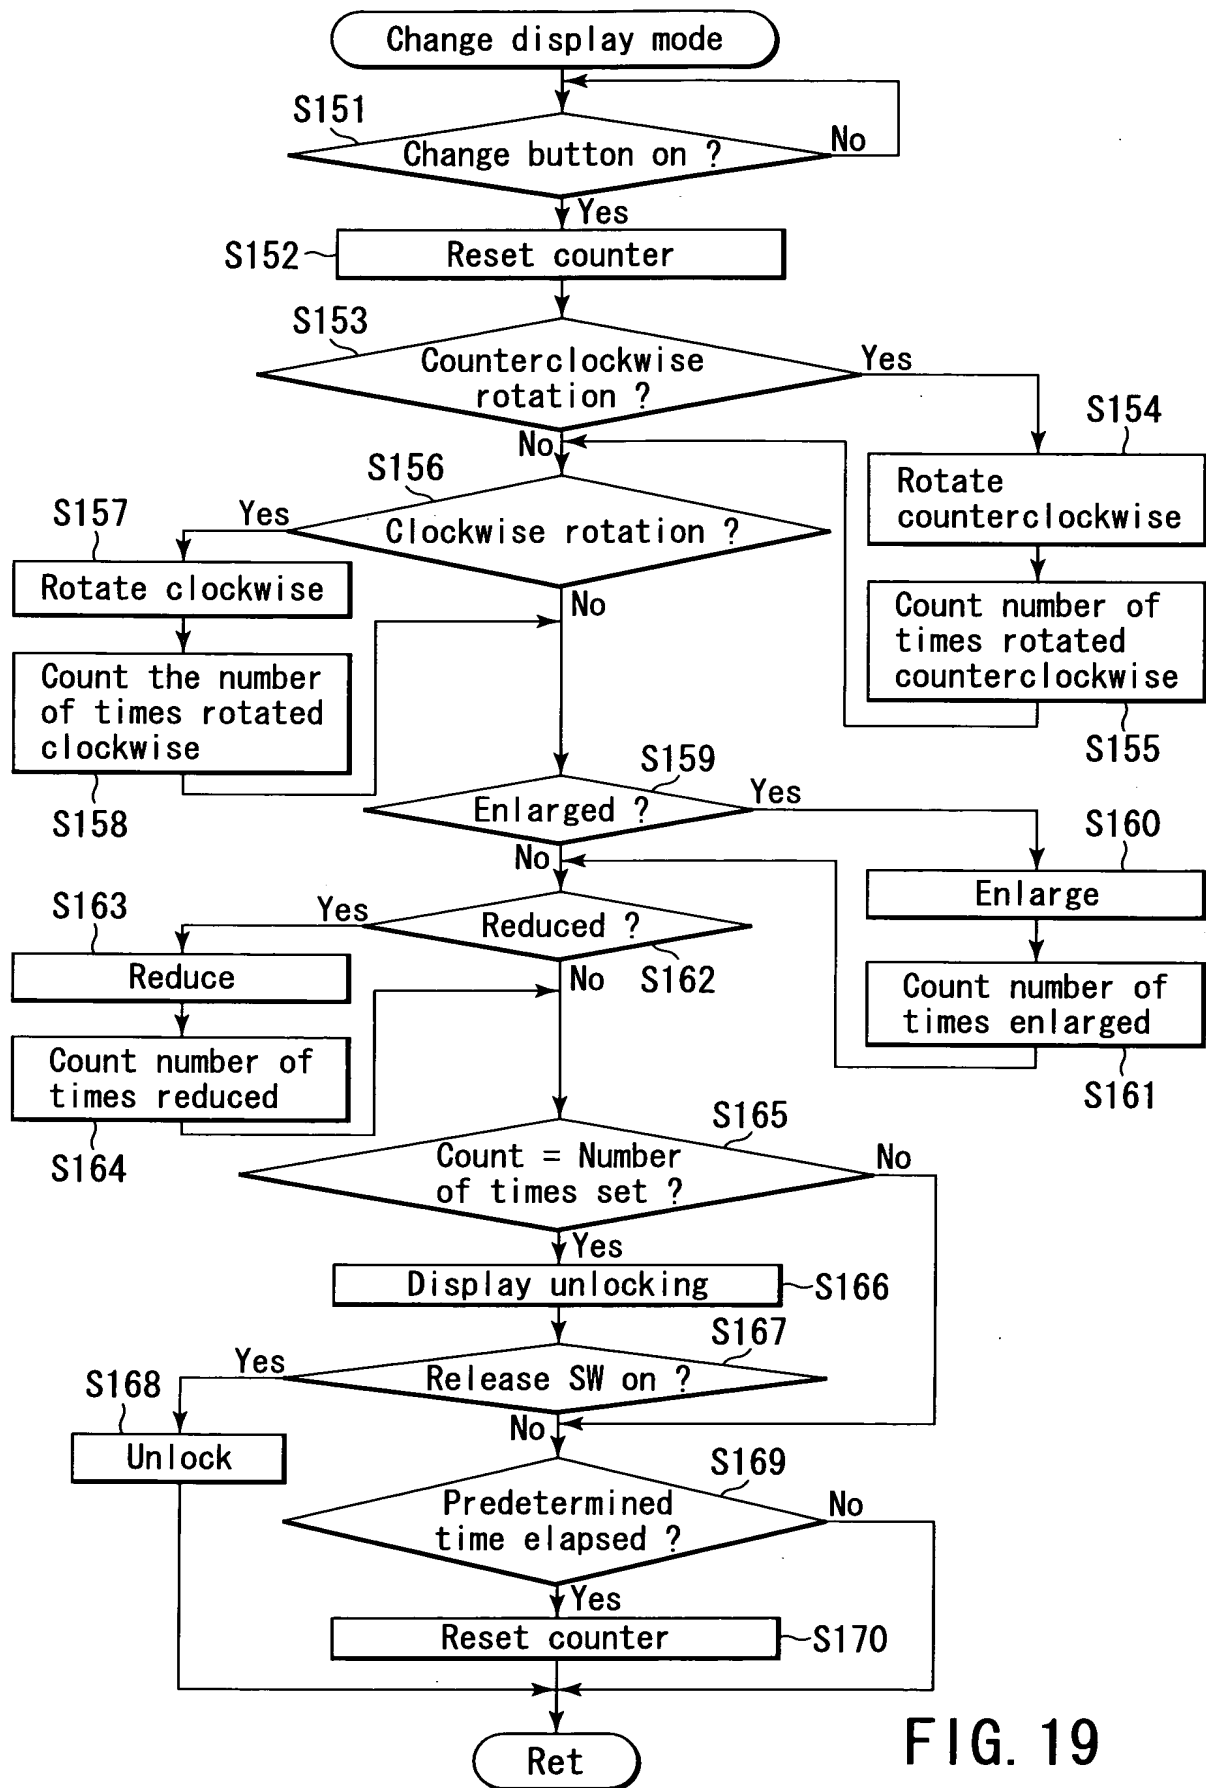 Change display mode
S151
Change button on ?
No
Yes
S152
Reset counter
S153
Counterclockwise
rotation ?
Yes
No
S154
Rotate
counterclockwise
S156
Clockwise rotation ?
Yes
No
S157
Rotate clockwise
Count number of
times rotated
counterclockwise
S155
Count the number
of times rotated
clockwise
S158
S159
Enlarged ?
Yes
No
S160
Enlarge
S163
Yes
Reduced ?
S162
No
Reduce
Count number of
times enlarged
S161
Count number of
times reduced
S164
S165
Count = Number
of times set ?
No
Yes
Display unlocking
S166
S167
Release SW on ?
Yes
No
S168
Unlock
S169
Predetermined
time elapsed ?
No
Yes
Reset counter
S170
Ret
FIG. 19